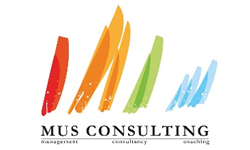 MUS CONSULTING
management consultancy coaching